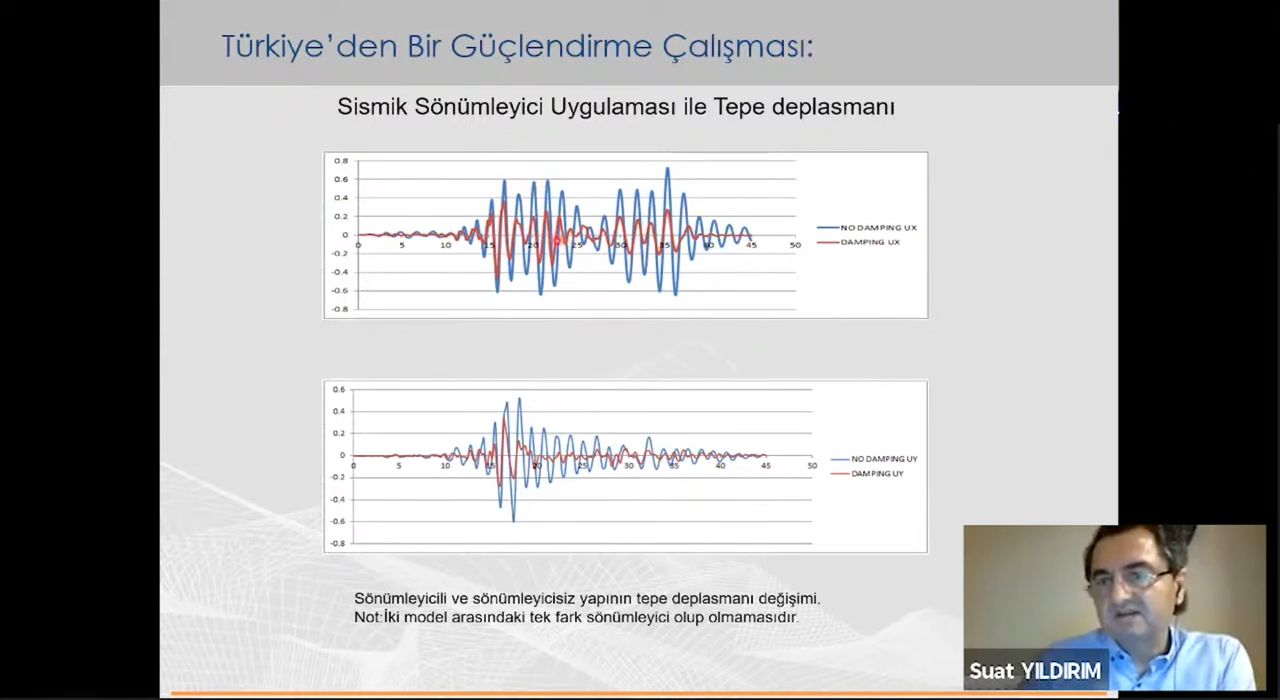 Türkiye’den Bir Güçlendirme Çalışması:
Sismik Sönümleyici Uygulaması ile Tepe deplasmanı
0.8
0.6
0.4
0.2
0
-0.2
-0.4
-0.6
-0.8
0 5 10 15 20 25 30 35 40 45 50
NO DAMPING UX
DAMPING UX
0.6
0.4
0.2
0
-0.2
-0.4
-0.6
-0.8
0 5 10 15 20 25 30 35 40 45 50
NO DAMPING UY
DAMPING UY
Sönümleyicili ve sönümleyicisiz yapının tepe deplasmanı değişimi.
Not:İki model arasındaki tek fark sönümleyici olup olmamasıdır.
Suat YILDIRIM